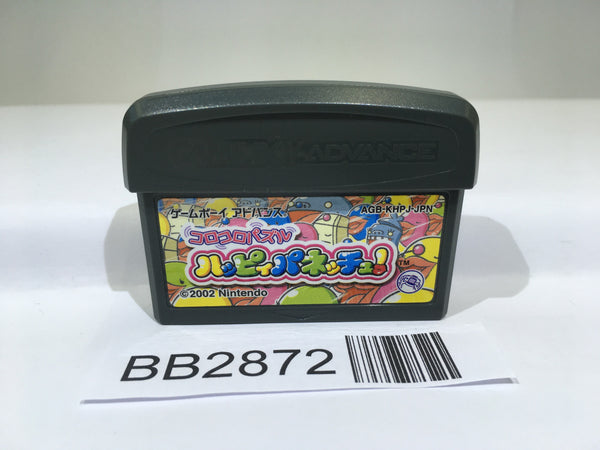 GAME BOY ADVANCE
ゲームボーイ アドバンス
AGB-KHPJ-JPN
コロコロパズル
ハッピィパネッチュ!
TM
©2002 Nintendo
BB2872